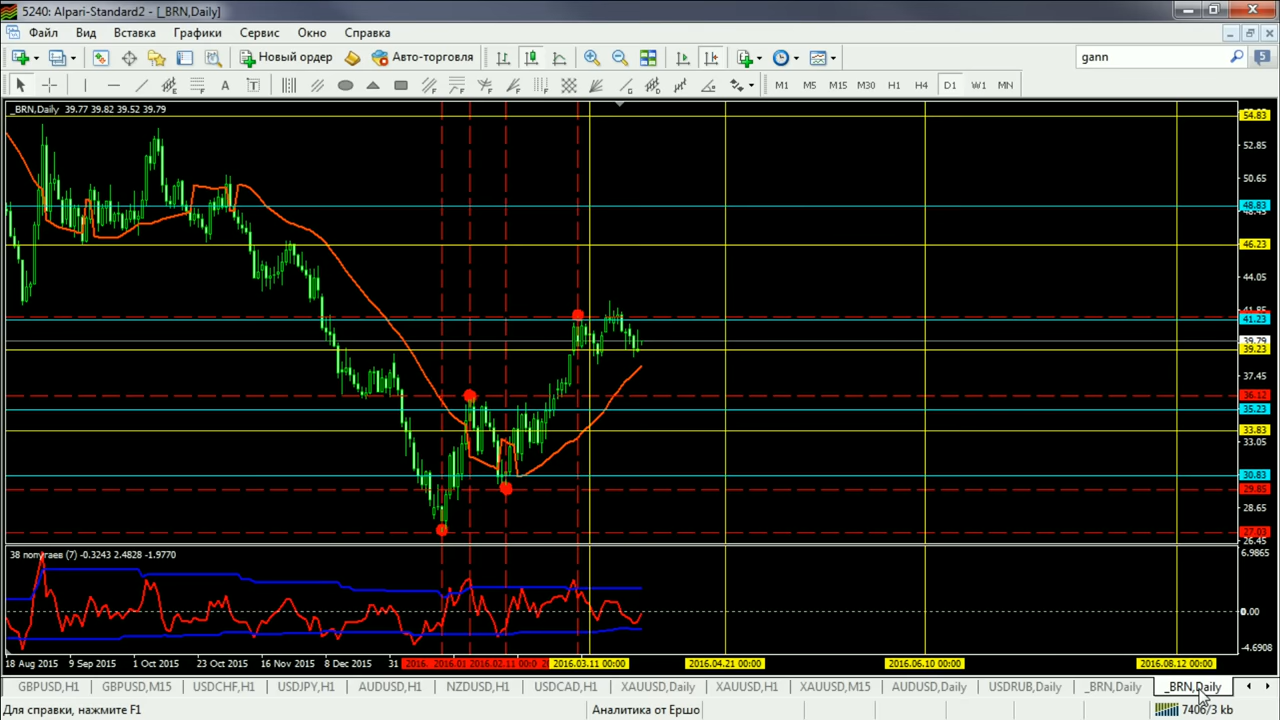 5240: Alpari-Standard2 - [_BRN,Daily]
Файл Вид Вставка Графики Сервис Окно Справка
Новый ордер Авто-торговля gann
A T M1 M5 M15 M30 H1 H4 D1 W1 MN
_BRN,Daily 39.77 39.82 39.52 39.79
54.83
52.85
50.65
48.83
48.45
46.23
44.05
41.85
41.23
39.79
39.23
37.45
36.12
35.23
33.83
33.05
30.83
29.85
28.65
27.03
26.45
38 попугаев (7) -0.3243 2.4828 -1.9770
6.9865
0.00
-4.6908
18 Aug 2015 9 Sep 2015 1 Oct 2015 23 Oct 2015 16 Nov 2015 8 Dec 2015 31 2016. 2016.01 2016.02.11 00:0 2016.03.11 00:00 2016.04.21 00:00 2016.06.10 00:00 2016.08.12 00:00
GBPUSD,H1 GBPUSD,M15 USDCHF,H1 USDJPY,H1 AUDUSD,H1 NZDUSD,H1 USDCAD,H1 XAUUSD,Daily XAUUSD,H1 XAUUSD,M15 AUDUSD,Daily USDRUB,Daily _BRN,Daily _BRN,Daily
Для справки, нажмите F1 Аналитика от Ершо 7406/3 kb